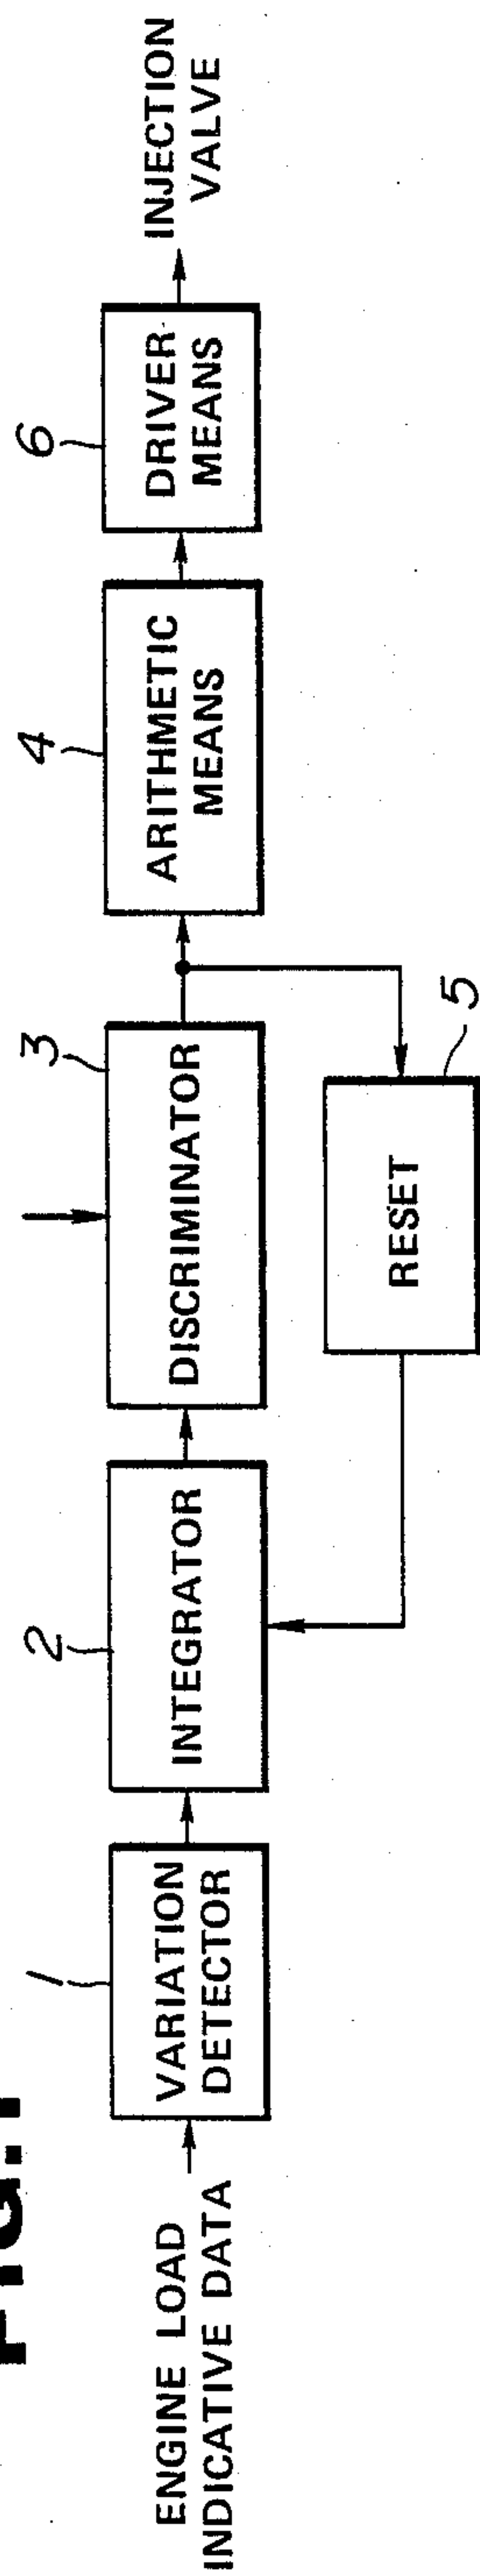 FIG.1
ENGINE LOAD
INDICATIVE DATA
1
VARIATION
DETECTOR
2
INTEGRATOR
3
DISCRIMINATOR
4
ARITHMETIC
MEANS
6
DRIVER
MEANS
INJECTION
VALVE
5
RESET